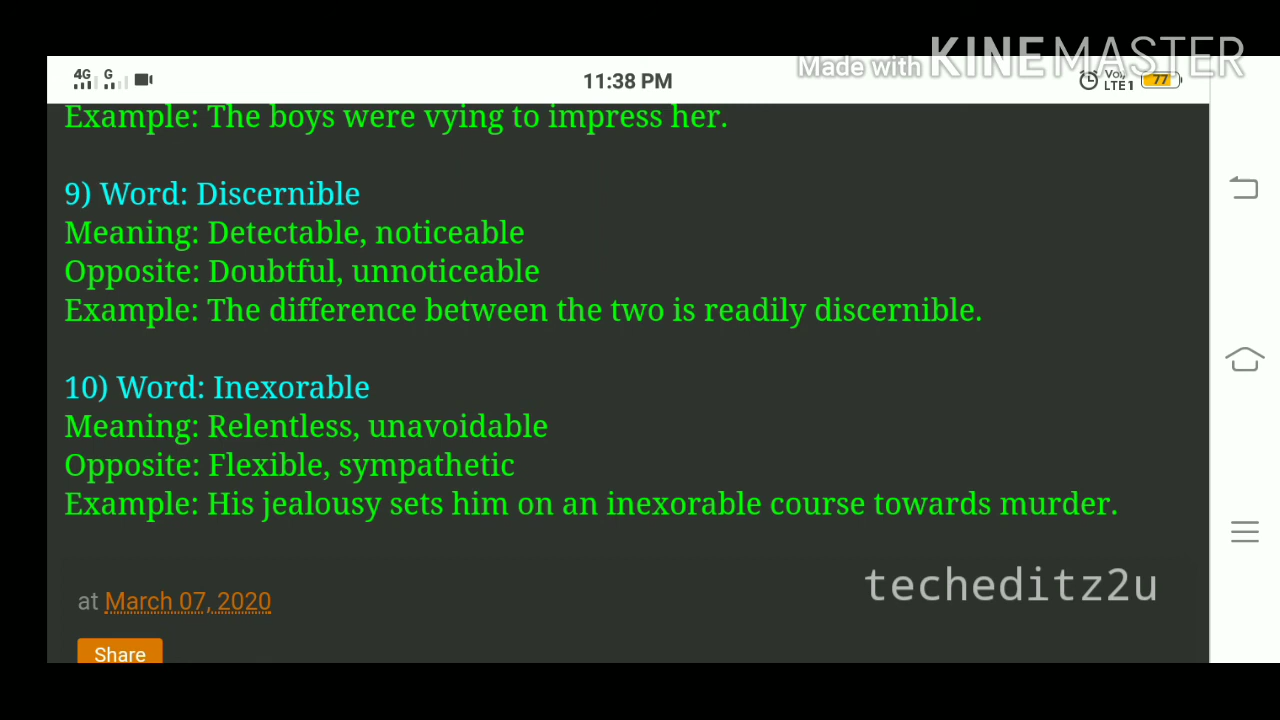 Made with KINEMASTER
4G G 11:38 PM Vo)) LTE1 77
Example: The boys were vying to impress her.
9) Word: Discernible
Meaning: Detectable, noticeable
Opposite: Doubtful, unnoticeable
Example: The difference between the two is readily discernible.
10) Word: Inexorable
Meaning: Relentless, unavoidable
Opposite: Flexible, sympathetic
Example: His jealousy sets him on an inexorable course towards murder.
techeditz2u
at March 07, 2020
Share